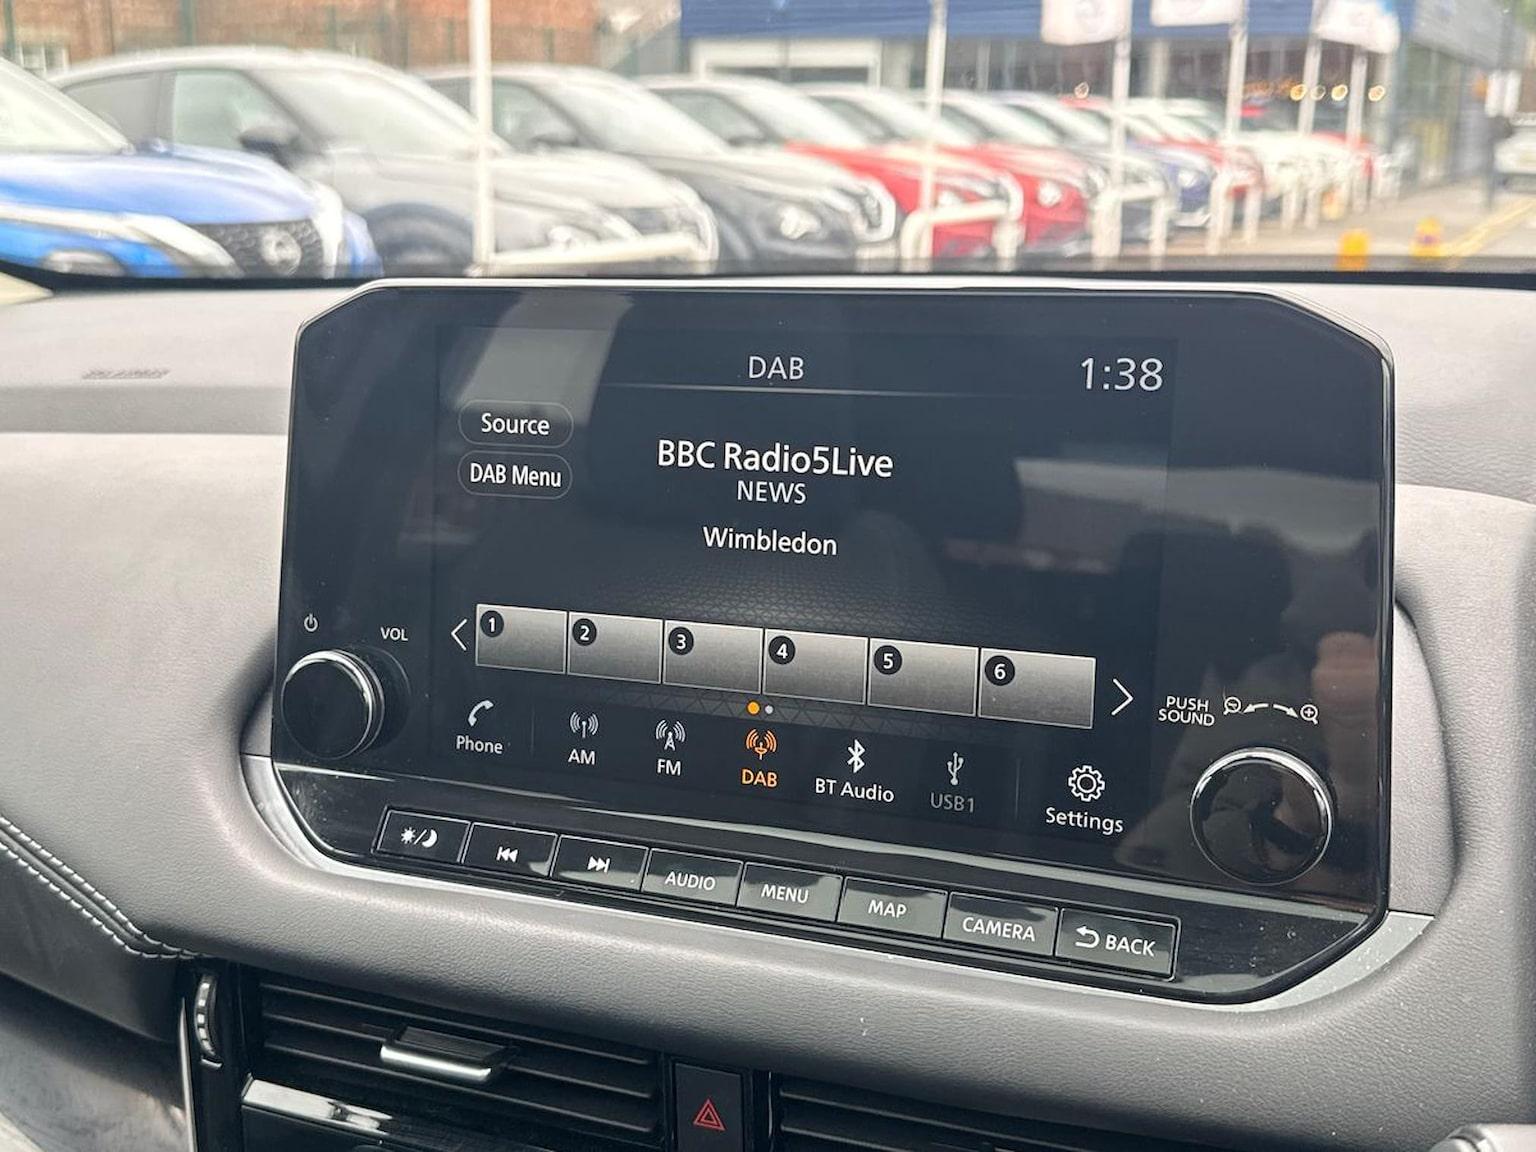 DAB
1:38
Source
DAB Menu
BBC Radio5Live
NEWS
Wimbledon
VOL
1
2
3
4
5
6
PUSH
SOUND
Phone
AM
FM
DAB
BT Audio
USB1
Settings
AUDIO
MENU
MAP
CAMERA
BACK